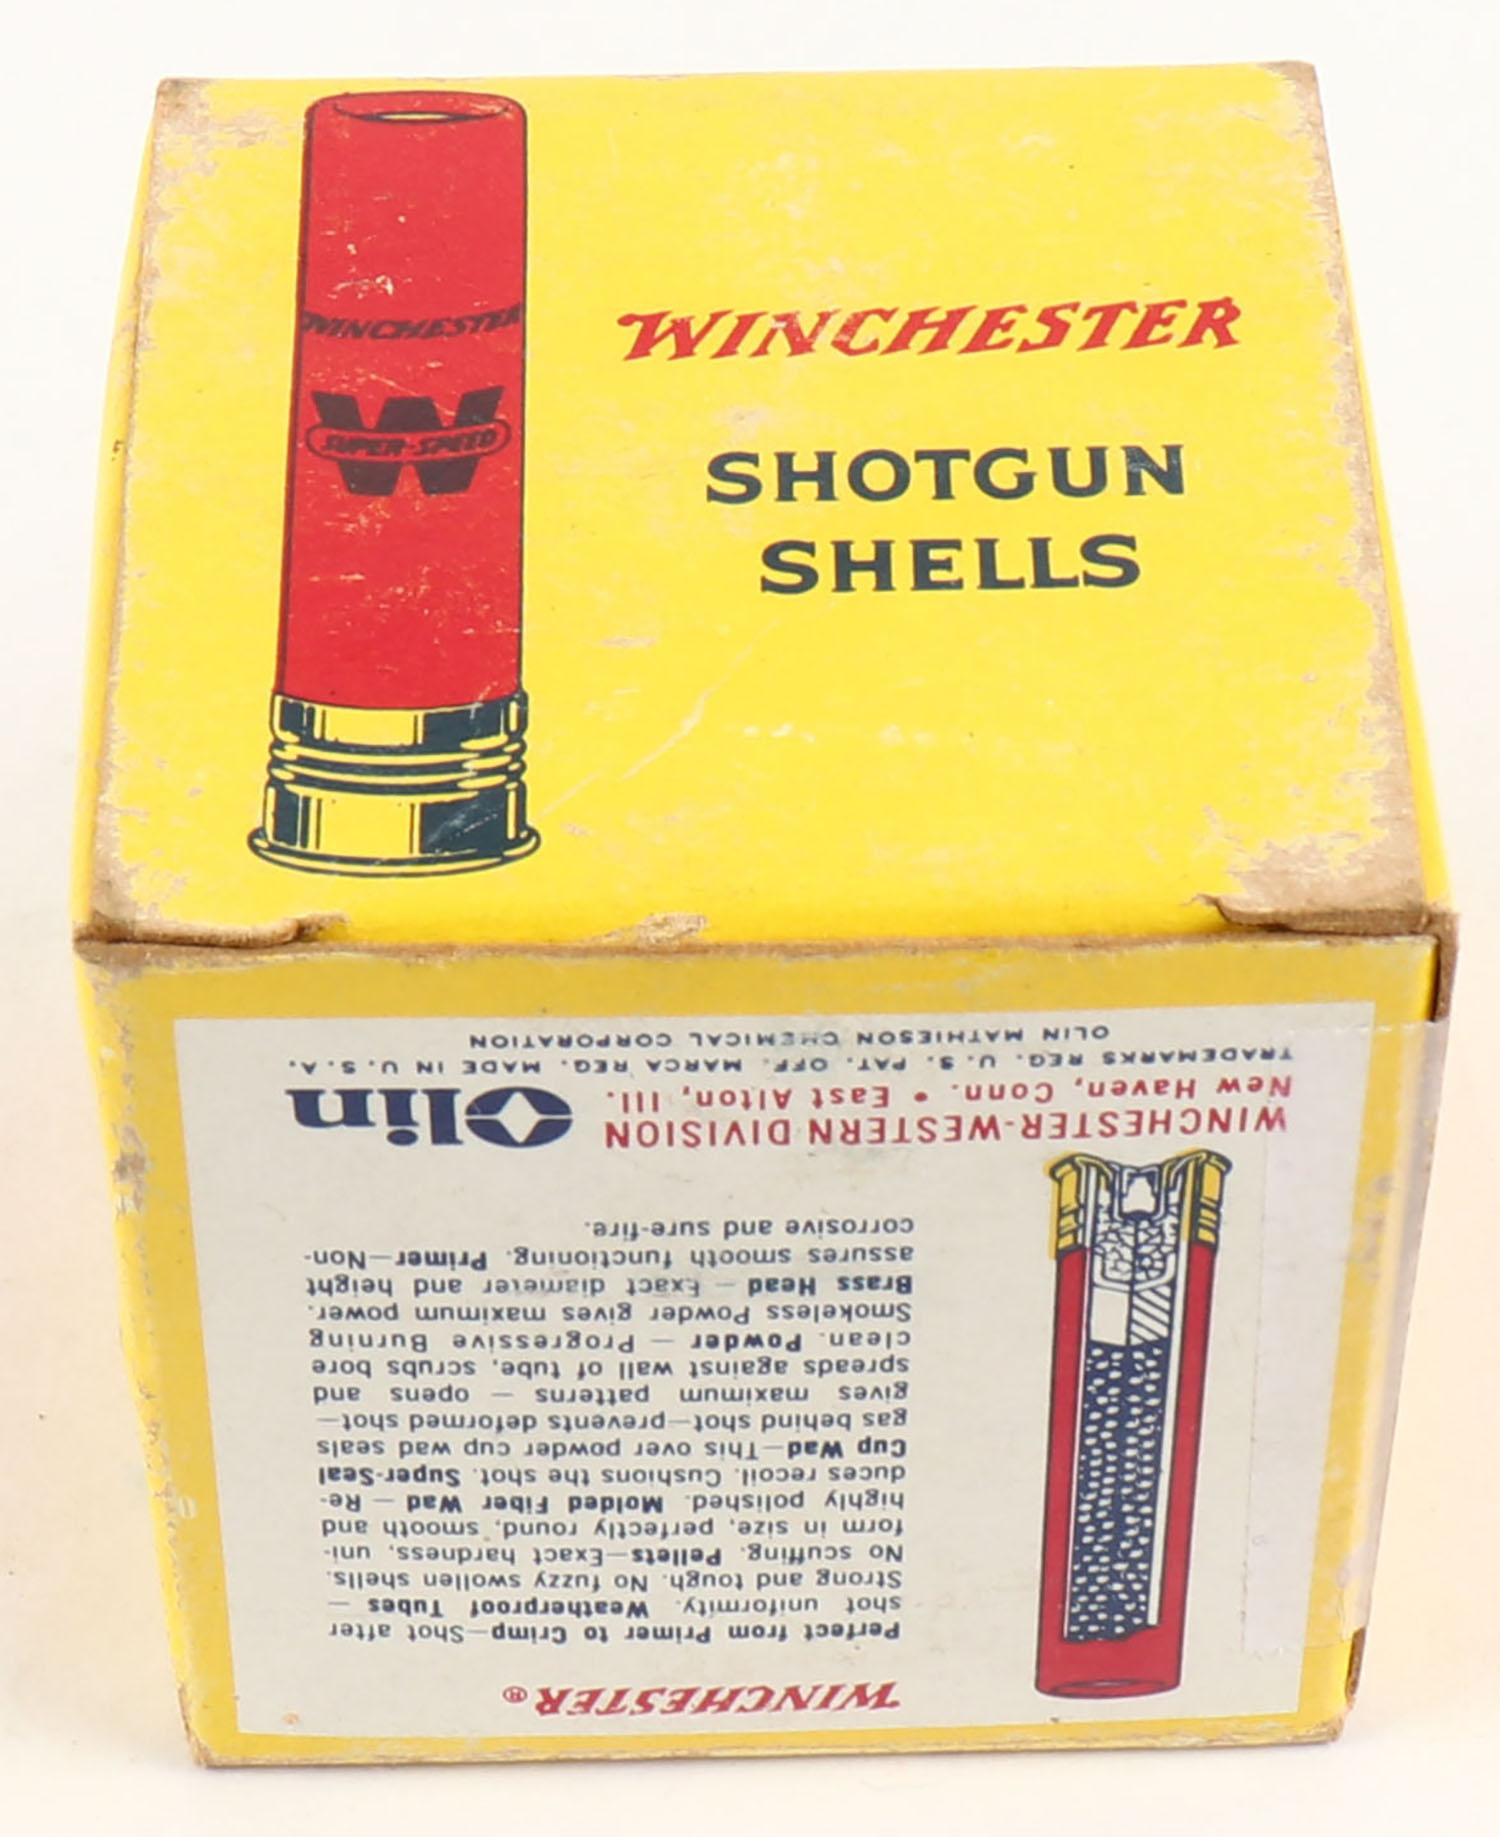 WINCHESTER
W
SUPER-SPEED
WINCHESTER
SHOTGUN
SHELLS
WINCHESTER®
Perfect from Primer to Crimp—Shot after
shot uniformity. Weatherproof Tubes —
Strong and tough. No fuzzy swollen shells.
No scuffing. Pellets—Exact hardness, uni-
form in size, perfectly round, smooth and
highly polished. Molded Fiber Wad — Re-
duces recoil. Cushions the shot. Super-Seal
Cup Wad—This over powder cup wad seals
gas behind shot—prevents deformed shot—
gives maximum patterns — opens and
spreads against wall of tube, scrubs bore
clean. Powder — Progressive Burning
Smokeless Powder gives maximum power.
Brass Head — Exact diameter and height
assures smooth functioning. Primer—Non-
corrosive and sure-fire.
WINCHESTER-WESTERN DIVISION
New Haven, Conn. • East Alton, Ill.
Olin
TRADEMARKS REG. U. S. PAT. OFF. MARCA REG. MADE IN U. S. A.
OLIN MATHIESON CHEMICAL CORPORATION